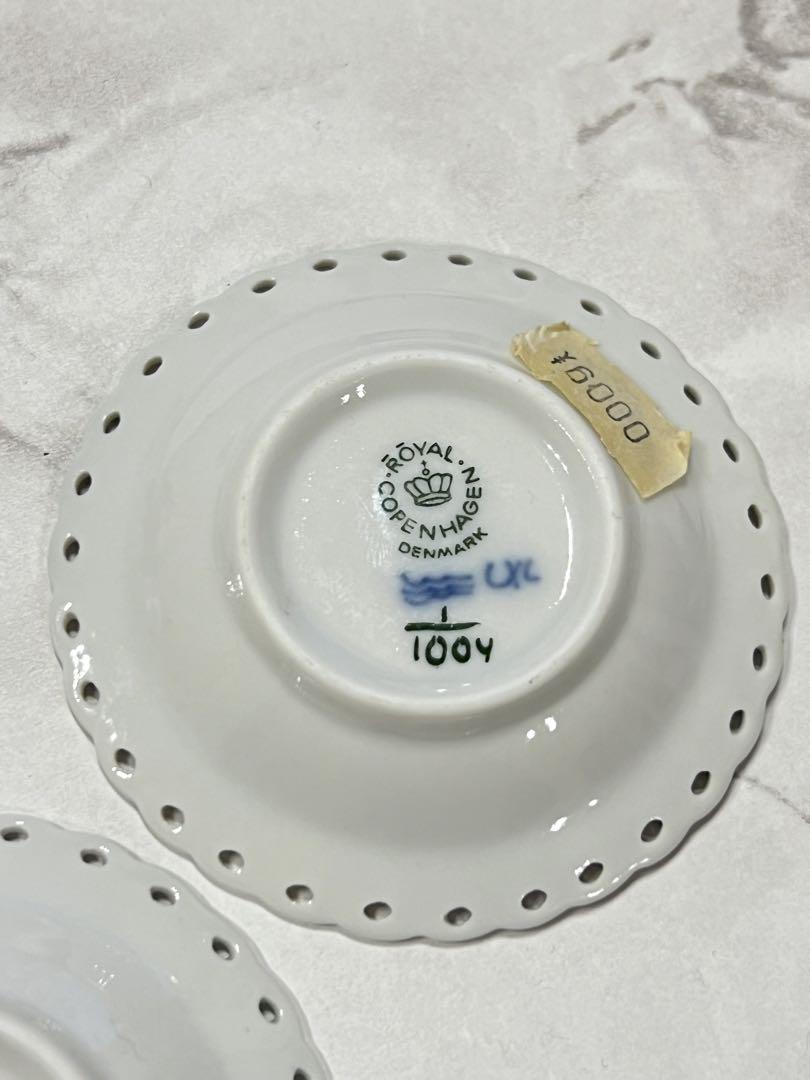 ROYAL
COPENHAGEN
DENMARK
1
1004
¥6000